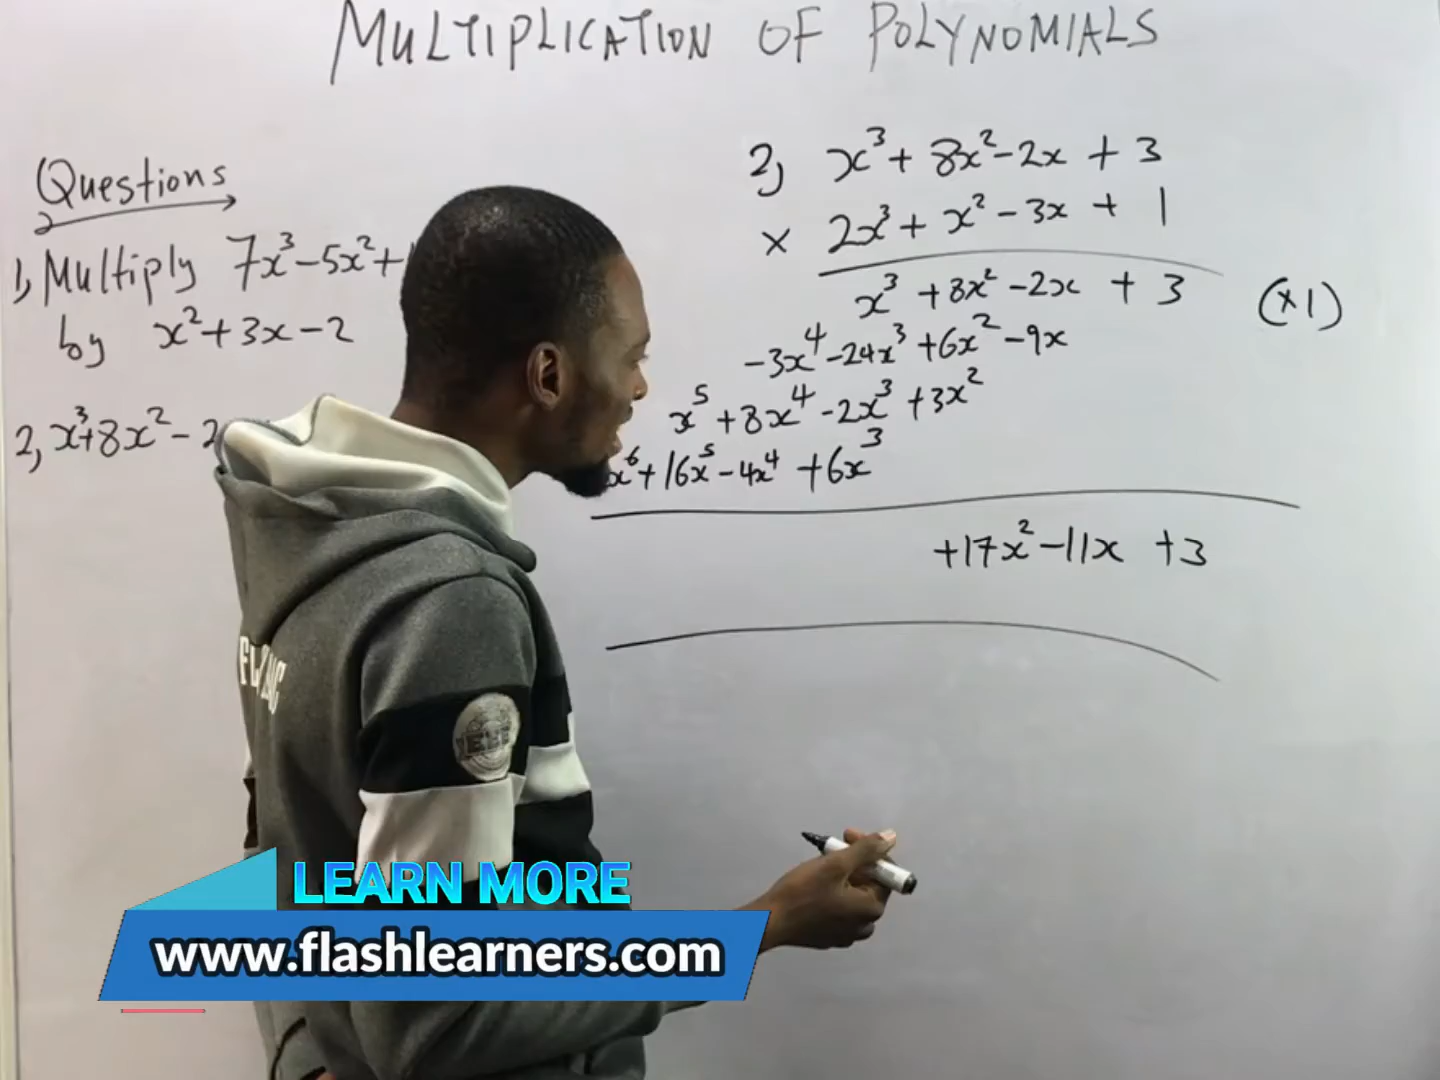 MULTIPLICATION OF POLYNOMIALS
Questions
1, Multiply 7x³-5x²+
by x²+3x-2
2, x³+8x²-2
2, x³+8x²-2x+3
× 2x³+x²-3x+1
x³+8x²-2x+3 (×1)
-3x⁴-24x³+6x²-9x
x⁵+8x⁴-2x³+3x²
x⁶+16x⁵-4x⁴+6x³
+17x²-11x+3
LEARN MORE
www.flashlearners.com